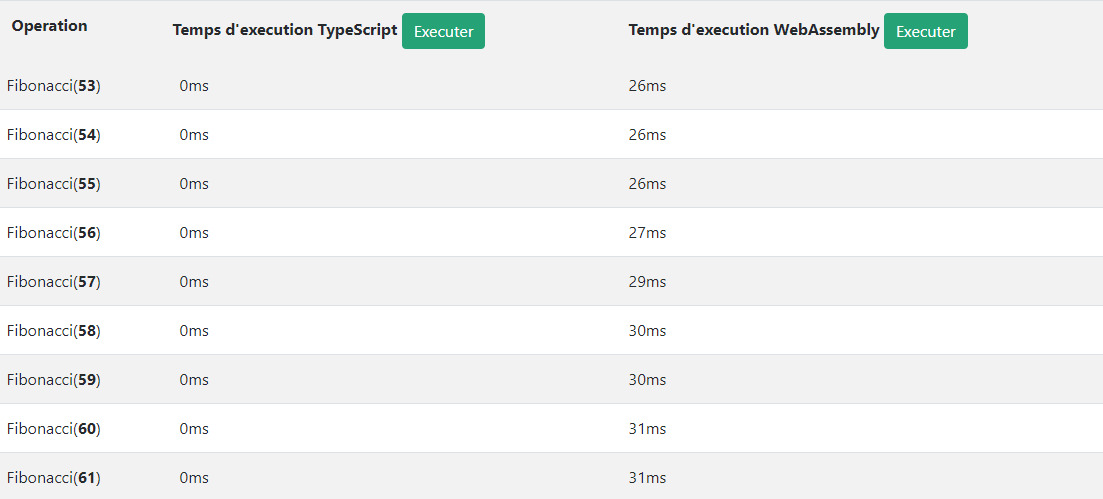 Operation Temps d'execution TypeScript Executer Temps d'execution WebAssembly Executer
Fibonacci(53) 0ms 26ms
Fibonacci(54) 0ms 26ms
Fibonacci(55) 0ms 26ms
Fibonacci(56) 0ms 27ms
Fibonacci(57) 0ms 29ms
Fibonacci(58) 0ms 30ms
Fibonacci(59) 0ms 30ms
Fibonacci(60) 0ms 31ms
Fibonacci(61) 0ms 31ms